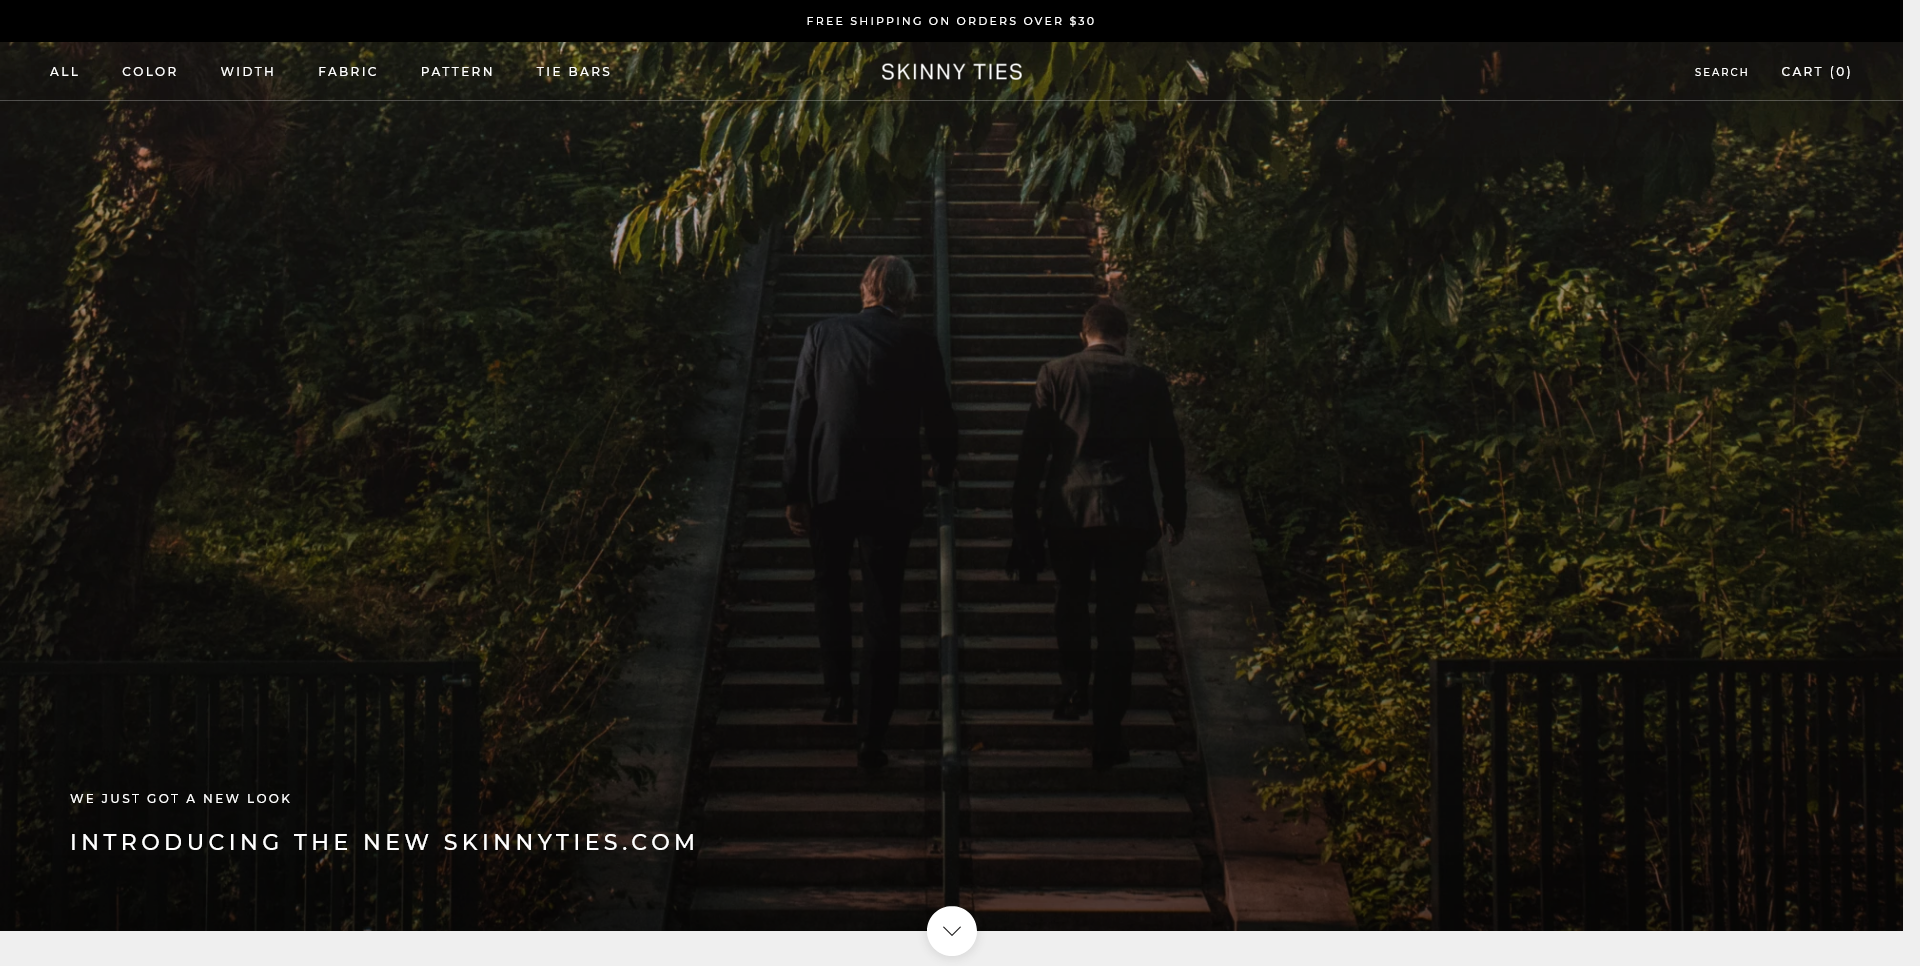 FREE SHIPPING ON ORDERS OVER $30
ALL COLOR WIDTH FABRIC PATTERN TIE BARS SKINNY TIES SEARCH CART (0)
WE JUST GOT A NEW LOOK
INTRODUCING THE NEW SKINNYTIES.COM